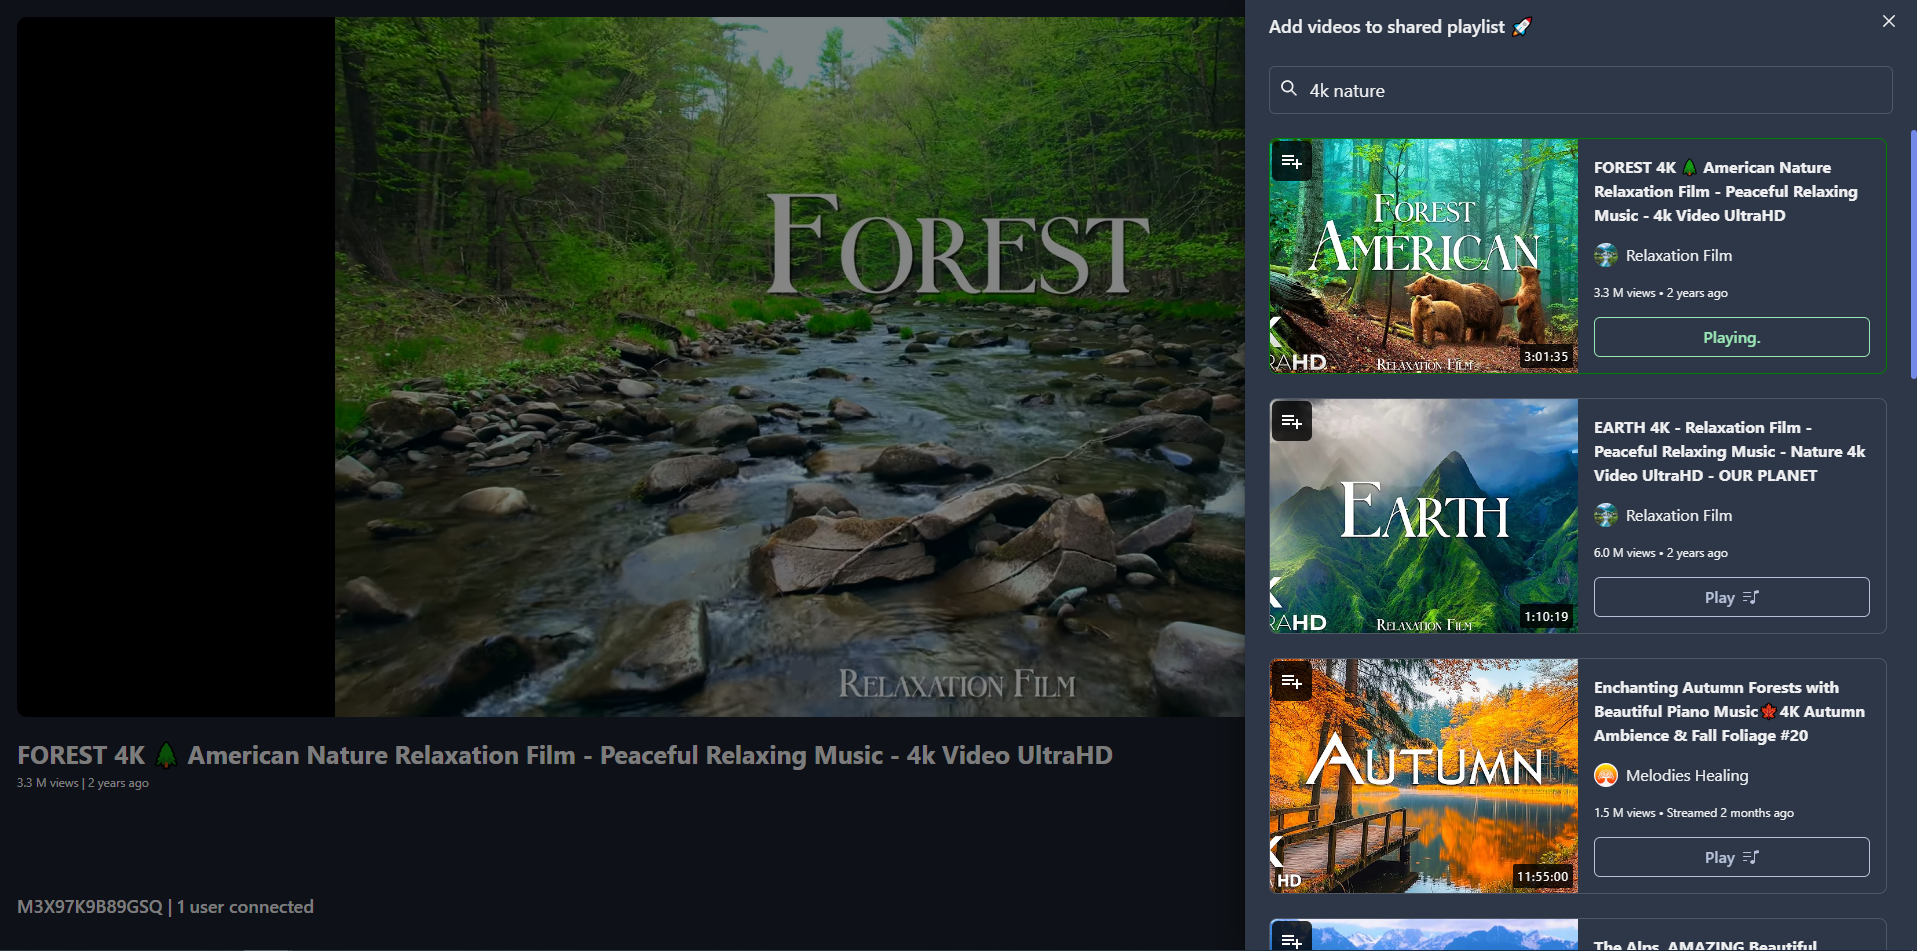 FOREST
RELAXATION FILM
FOREST 4K 🌲 American Nature Relaxation Film - Peaceful Relaxing Music - 4k Video UltraHD
3.3 M views | 2 years ago
M3X97K9B89GSQ | 1 user connected
Add videos to shared playlist 🚀
4k nature
FOREST
AMERICAN
RAHD
RELAXATION FILM
3:01:35
FOREST 4K 🌲 American Nature
Relaxation Film - Peaceful Relaxing
Music - 4k Video UltraHD
Relaxation Film
3.3 M views • 2 years ago
Playing.
EARTH
RAHD
RELAXATION FILM
1:10:19
EARTH 4K - Relaxation Film -
Peaceful Relaxing Music - Nature 4k
Video UltraHD - OUR PLANET
Relaxation Film
6.0 M views • 2 years ago
Play
AUTUMN
HD
11:55:00
Enchanting Autumn Forests with
Beautiful Piano Music🍁4K Autumn
Ambience & Fall Foliage #20
Melodies Healing
1.5 M views • Streamed 2 months ago
Play
The Alps. AMAZING Beautiful